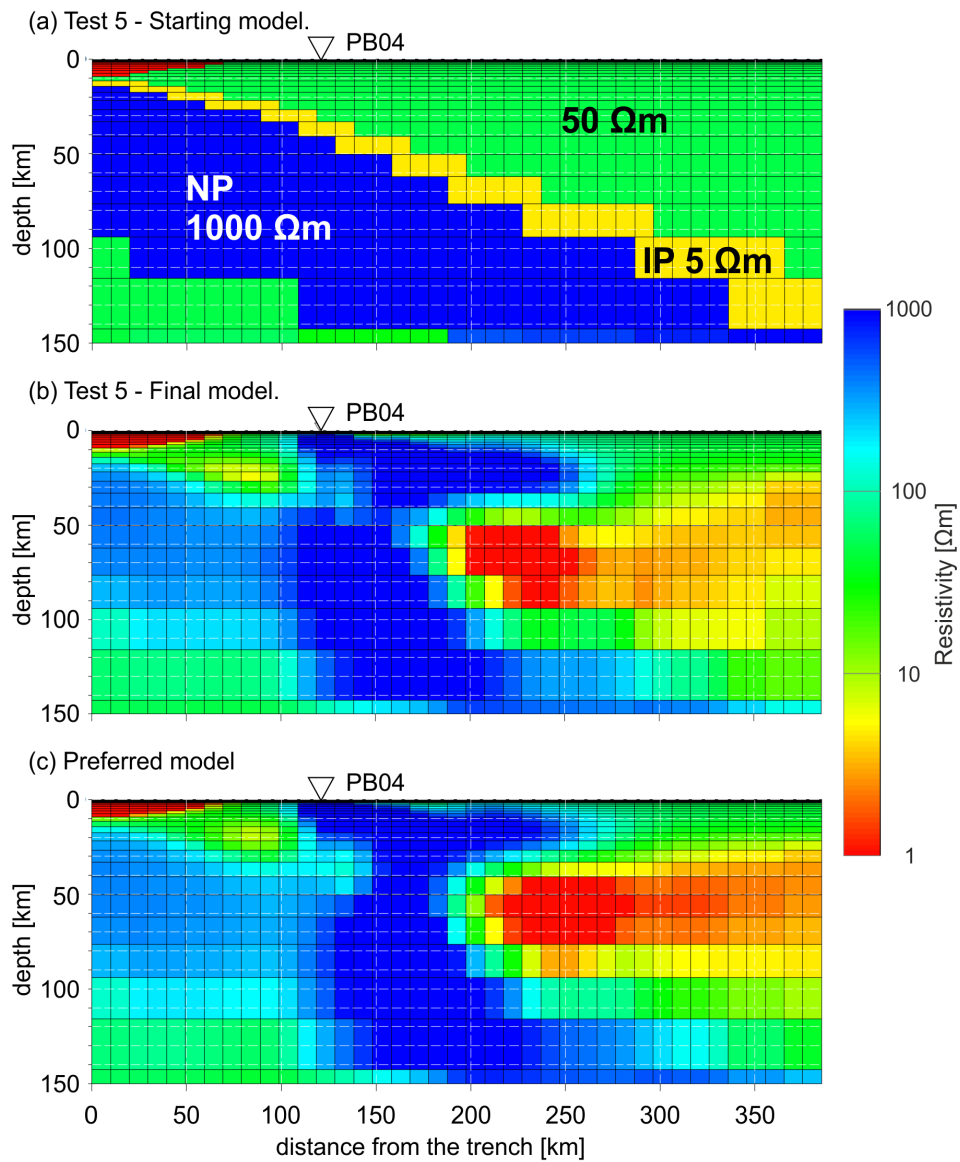 (a) Test 5 - Starting model.
PB04
0
50
100
150
depth [km]
50 Ωm
NP
1000 Ωm
IP 5 Ωm
(b) Test 5 - Final model.
PB04
0
50
100
150
depth [km]
(c) Preferred model
PB04
0
50
100
150
depth [km]
0 50 100 150 200 250 300 350
distance from the trench [km]
1000
100
10
1
Resistivity [Ωm]